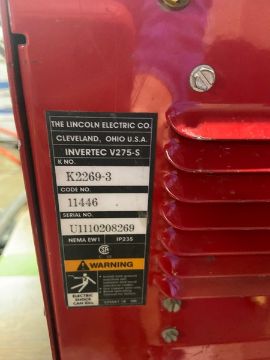 THE LINCOLN ELECTRIC CO.
CLEVELAND, OHIO U.S.A.
INVERTEC V275-S
K NO.
K2269-3
CODE NO.
11446
SERIAL NO.
U1110208269
NEMA EW1 IP23S
WARNING
ELECTRIC
SHOCK
CAN KILL